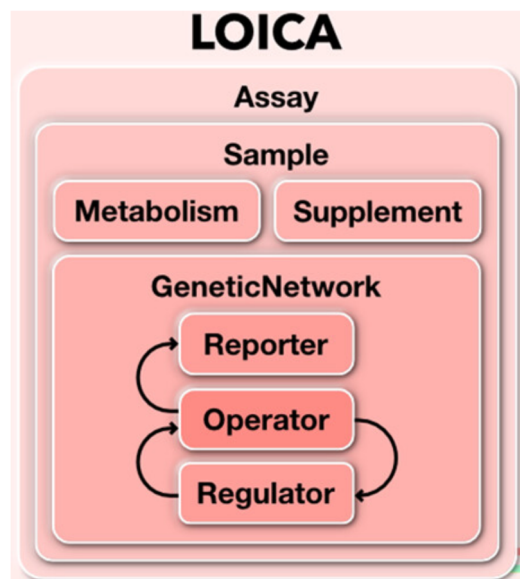 LOICA
Assay
Sample
Metabolism Supplement
GeneticNetwork
Reporter
Operator
Regulator